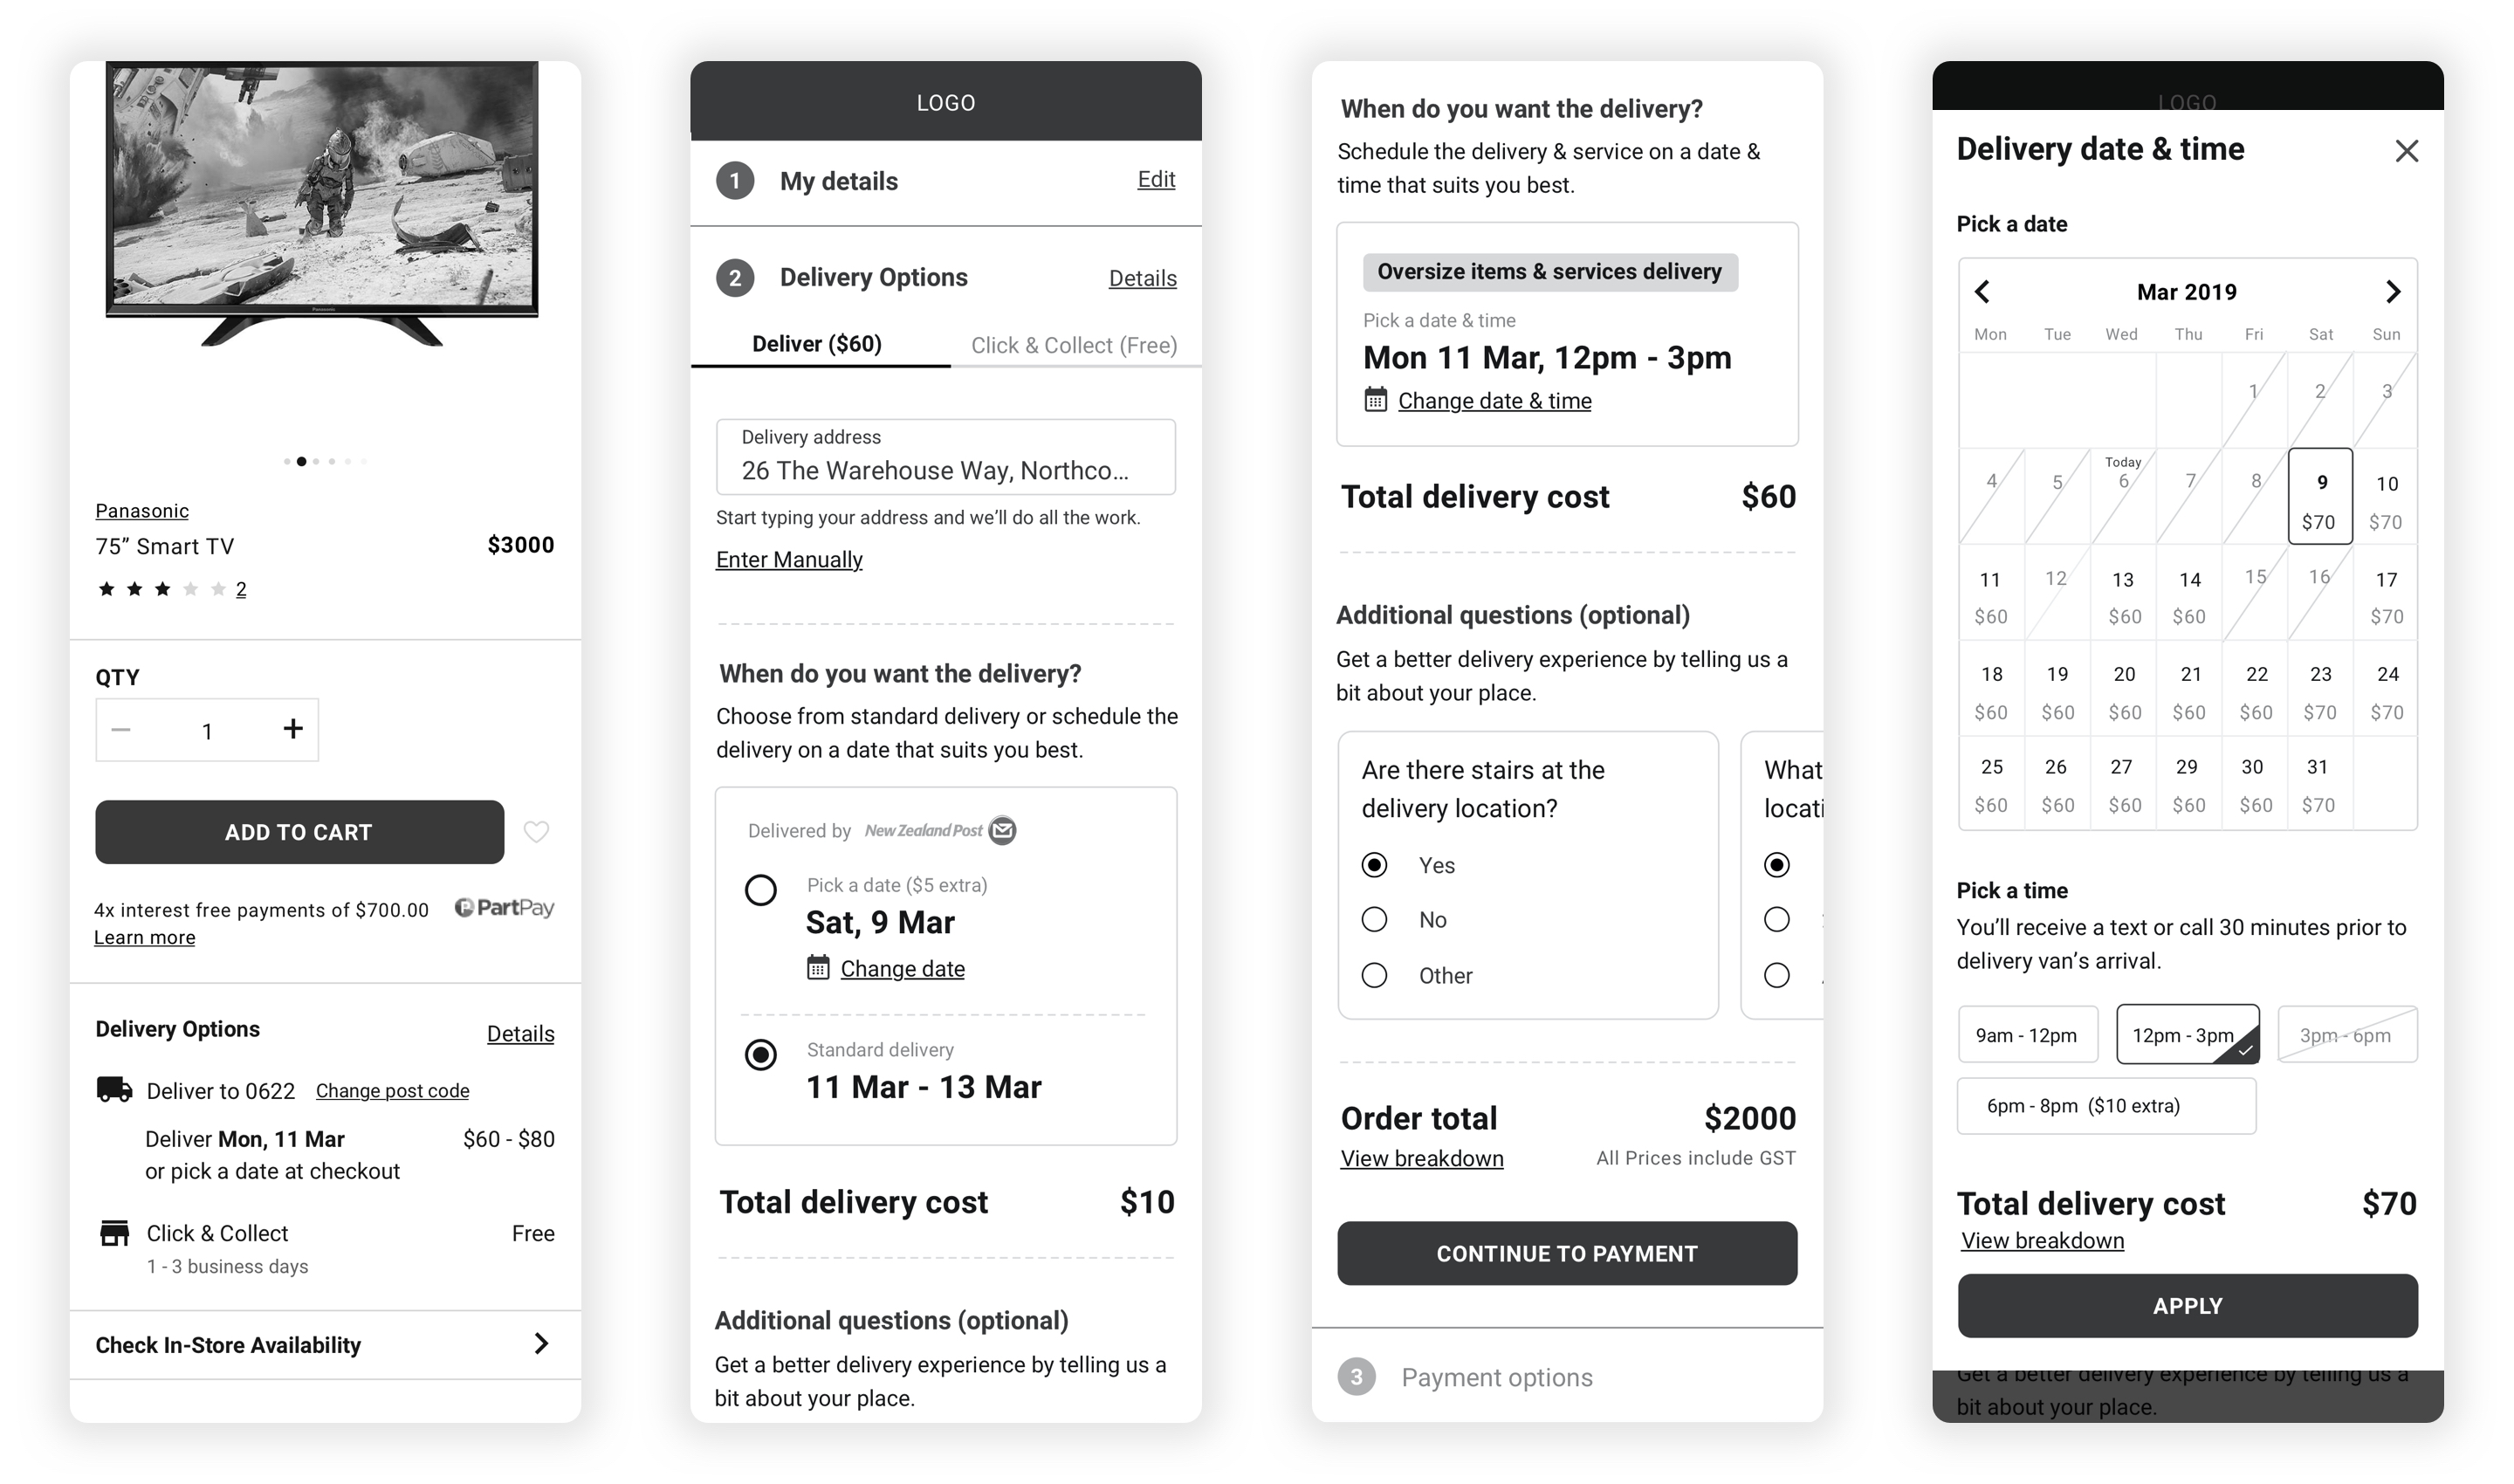 Panasonic
Panasonic
75” Smart TV
$3000
2
QTY
1
ADD TO CART
4x interest free payments of $700.00
PartPay
Learn more
Delivery Options
Details
Deliver to 0622
Change post code
Deliver Mon, 11 Mar
$60 - $80
or pick a date at checkout
Click & Collect
Free
1 - 3 business days
Check In-Store Availability
LOGO
1
My details
Edit
2
Delivery Options
Details
Deliver ($60)
Click & Collect (Free)
Delivery address
26 The Warehouse Way, Northco...
Start typing your address and we’ll do all the work.
Enter Manually
When do you want the delivery?
Choose from standard delivery or schedule the
delivery on a date that suits you best.
Delivered by New Zealand Post
Pick a date ($5 extra)
Sat, 9 Mar
Change date
Standard delivery
11 Mar - 13 Mar
Total delivery cost
$10
Additional questions (optional)
Get a better delivery experience by telling us a
bit about your place.
When do you want the delivery?
Schedule the delivery & service on a date &
time that suits you best.
Oversize items & services delivery
Pick a date & time
Mon 11 Mar, 12pm - 3pm
Change date & time
Total delivery cost
$60
Additional questions (optional)
Get a better delivery experience by telling us a
bit about your place.
Are there stairs at the
delivery location?
Yes
No
Other
What
locati
Order total
$2000
View breakdown
All Prices include GST
CONTINUE TO PAYMENT
3
Payment options
LOGO
Delivery date & time
Pick a date
Mar 2019
Mon Tue Wed Thu Fri Sat Sun
1 2 3
Today
4 5 6 7 8 9 10
$70 $70
11 12 13 14 15 16 17
$60 $60 $60 $70
18 19 20 21 22 23 24
$60 $60 $60 $60 $60 $70 $70
25 26 27 29 30 31
$60 $60 $60 $60 $60 $70
Pick a time
You’ll receive a text or call 30 minutes prior to
delivery van’s arrival.
9am - 12pm
12pm - 3pm
3pm - 6pm
6pm - 8pm ($10 extra)
Total delivery cost
$70
View breakdown
APPLY
Get a better delivery experience by telling us a
bit about your place.